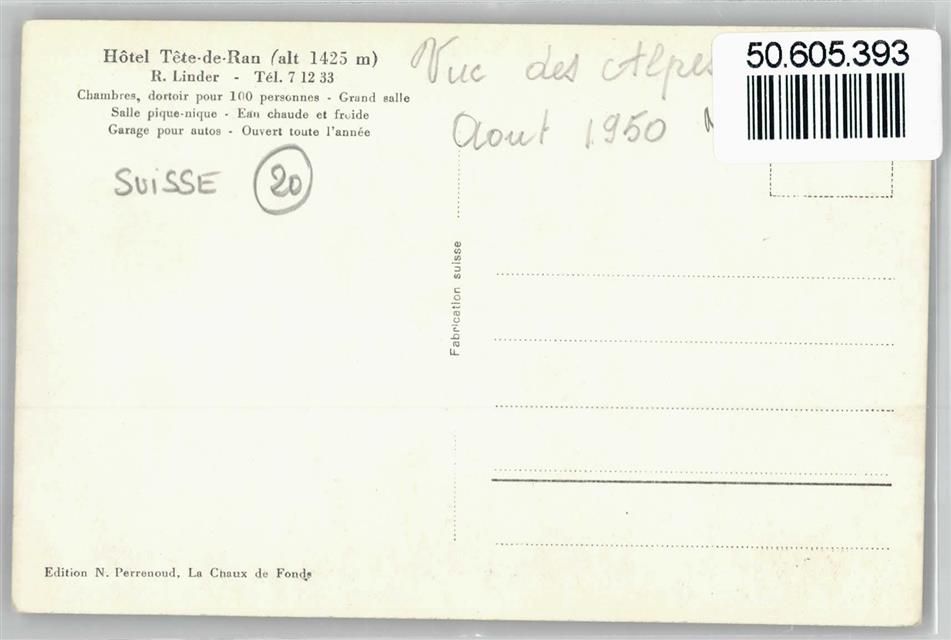 Hôtel Tête-de-Ran (alt 1425 m)
R. Linder - Tél. 7 12 33
Chambres, dortoir pour 100 personnes - Grand salle
Salle pique-nique - Eau chaude et froide
Garage pour autos - Ouvert toute l'année
SUISSE 20
Vue des Alpes
Aout 1950
50.605.393
Fabrication suisse
Edition N. Perrenoud, La Chaux de Fonds